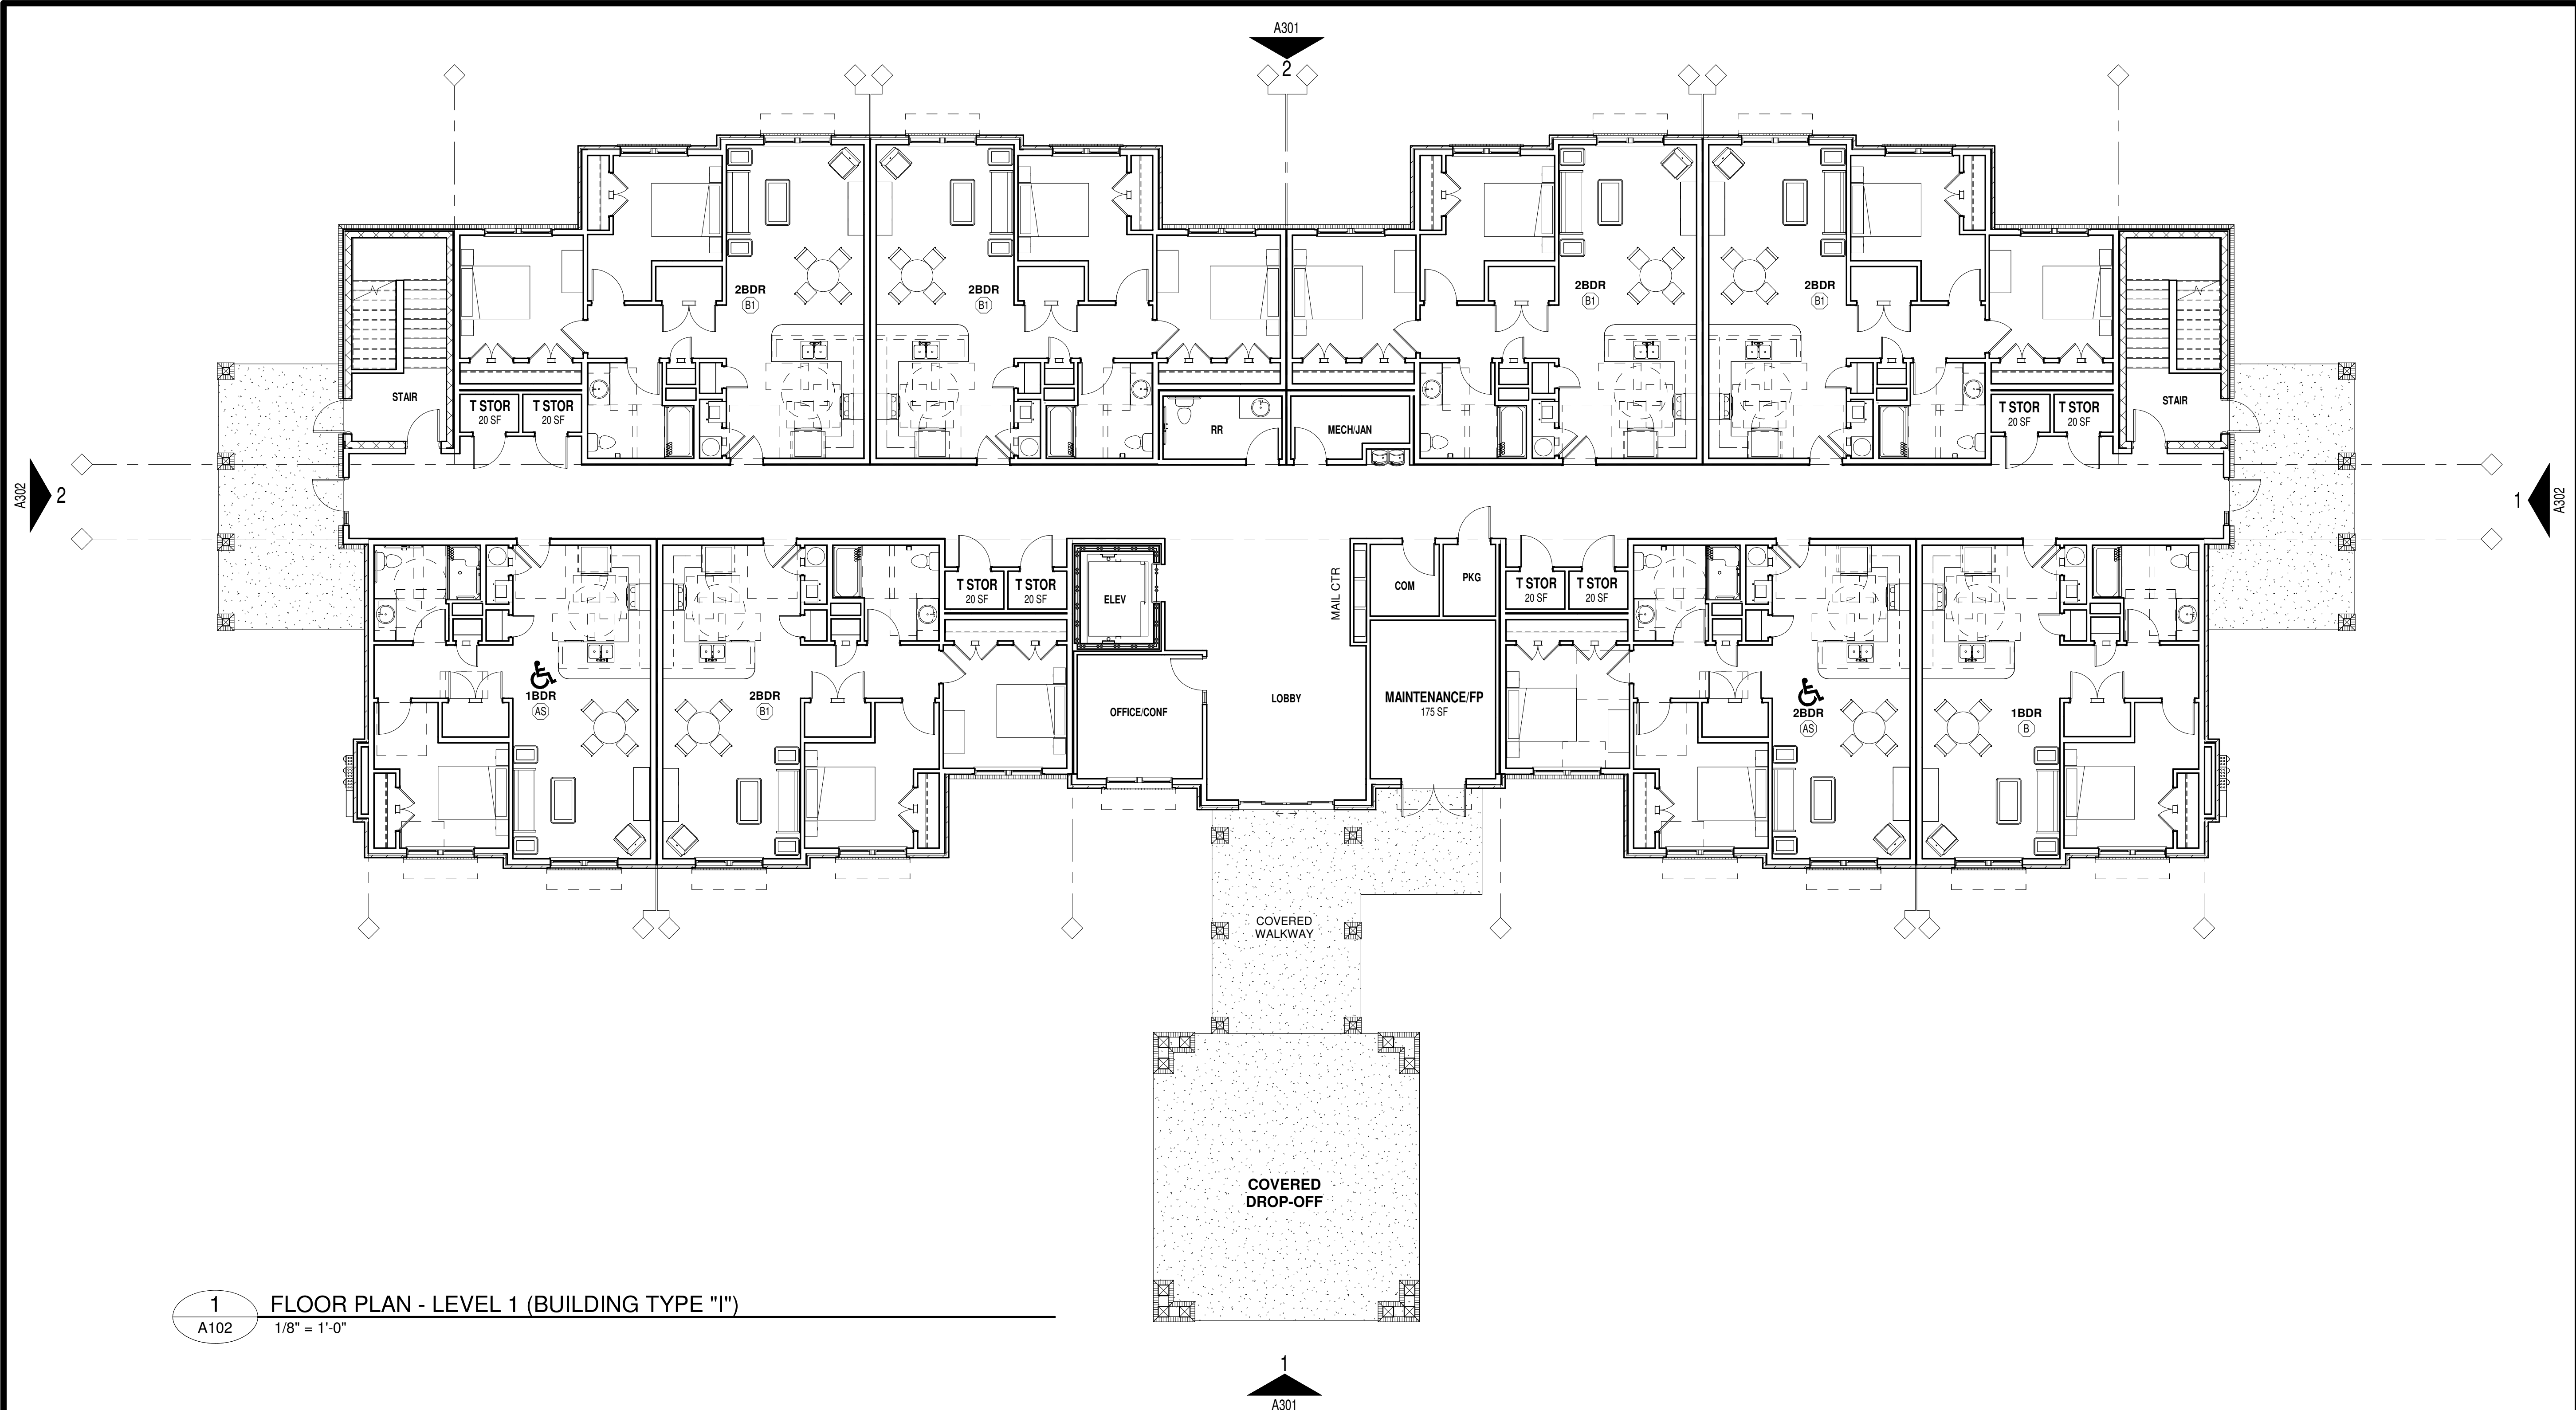 A301
2
2BDR
B1
2BDR
B1
2BDR
B1
2BDR
B1
STAIR
T STOR
20 SF
T STOR
20 SF
RR
MECH/JAN
T STOR
20 SF
T STOR
20 SF
STAIR
A302
2
1
A302
T STOR
20 SF
T STOR
20 SF
ELEV
MAIL CTR
COM
PKG
T STOR
20 SF
T STOR
20 SF
1BDR
AS
2BDR
B1
OFFICE/CONF
LOBBY
MAINTENANCE/FP
175 SF
2BDR
AS
1BDR
B
COVERED
WALKWAY
COVERED
DROP-OFF
1
A102
FLOOR PLAN - LEVEL 1 (BUILDING TYPE "I")
1/8" = 1'-0"
1
A301